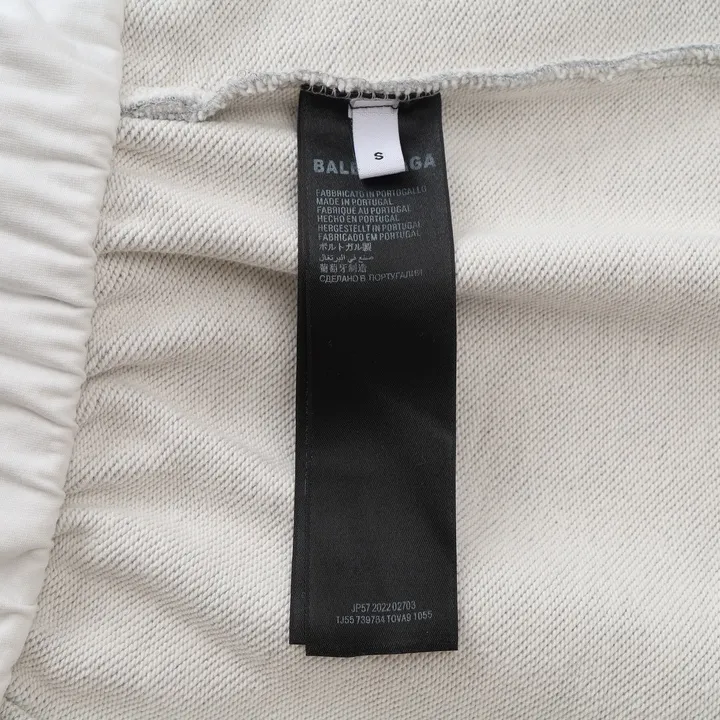 S
BALENCIAGA
FABBRICATO IN PORTOGALLO
MADE IN PORTUGAL
FABRIQUE AU PORTUGAL
HECHO EN PORTUGAL
HERGESTELLT IN PORTUGAL
FABRICADO EM PORTUGAL
ポルトガル製
صنع في البرتغال
葡萄牙制造
СДЕЛАНО В ПОРТУГАЛИИ
JP57 2022 02703
TJ55 739784 TOVA9 1055